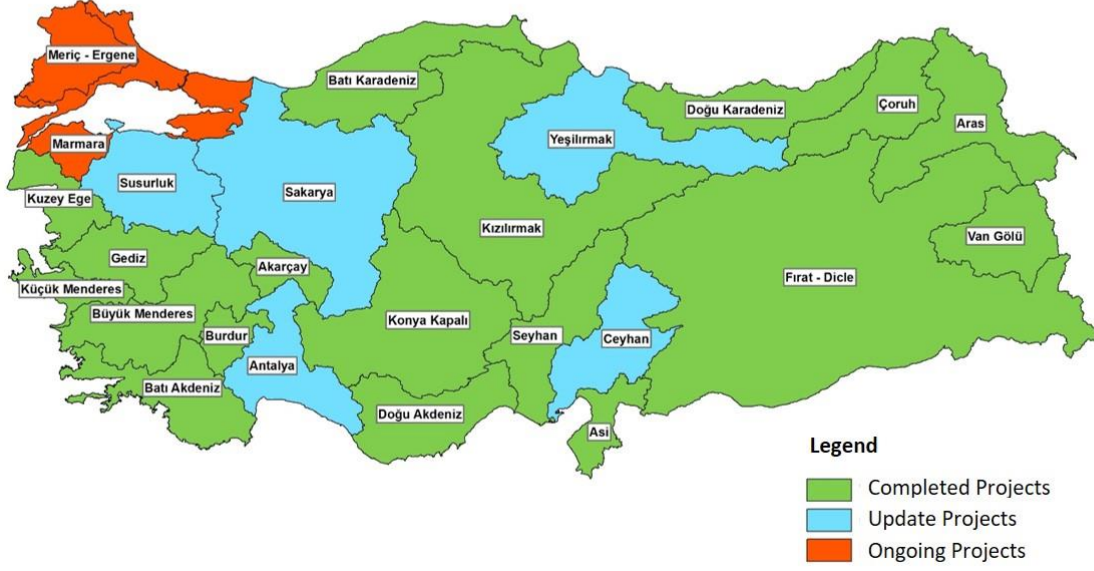 Meriç - Ergene
Batı Karadeniz
Doğu Karadeniz
Çoruh
Aras
Marmara
Yeşilırmak
Susurluk
Sakarya
Kuzey Ege
Kızılırmak
Van Gölü
Gediz
Akarçay
Fırat - Dicle
Küçük Menderes
Büyük Menderes
Konya Kapalı
Burdur
Seyhan
Ceyhan
Antalya
Batı Akdeniz
Doğu Akdeniz
Asi
Legend
Completed Projects
Update Projects
Ongoing Projects